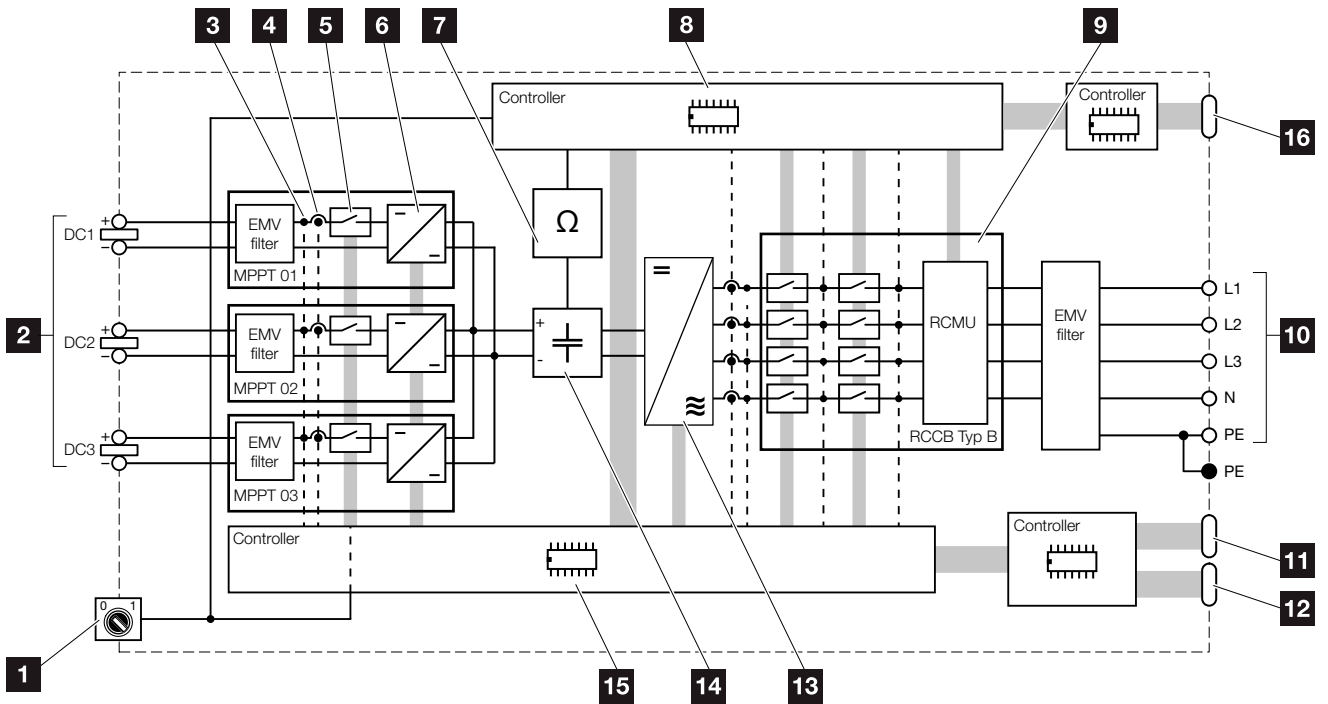 3 4 5 6 7 8 9
Controller
Controller
16
EMV
filter
MPPT 01
Ω
DC1
+
−
EMV
filter
MPPT 02
2
DC2
+
−
+
-
=
≋
RCMU
RCCB Typ B
EMV
filter
L1
L2
L3
N
PE
PE
10
EMV
filter
MPPT 03
DC3
+
−
Controller
Controller
11
12
0 1
1
15 14 13